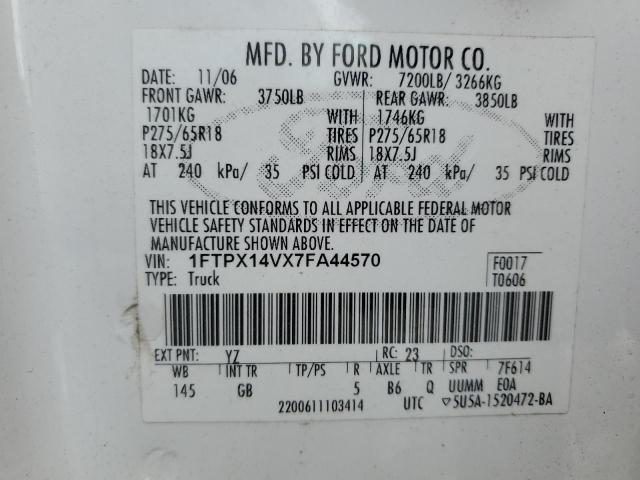 MFD. BY FORD MOTOR CO.
DATE: 11/06 GVWR: 7200LB/ 3266KG
FRONT GAWR: 3750LB REAR GAWR: 3850LB
1701KG WITH 1746KG WITH
P275/65R18 TIRES P275/65R18 TIRES
18X7.5J RIMS 18X7.5J RIMS
AT 240 kPa/ 35 PSI COLD AT 240 kPa/ 35 PSI COLD
Ford
THIS VEHICLE CONFORMS TO ALL APPLICABLE FEDERAL MOTOR
VEHICLE SAFETY STANDARDS IN EFFECT ON THE DATE OF
MANUFACTURE SHOWN ABOVE.
VIN: 1FTPX14VX7FA44570 F0017
TYPE: Truck T0606
EXT PNT: YZ RC: 23 DSO:
WB INT TR TP/PS R AXLE TR SPR 7F614
145 GB 5 B6 Q UUMM E0A
2200611103414 UTC ▽5U5A-1520472-BA